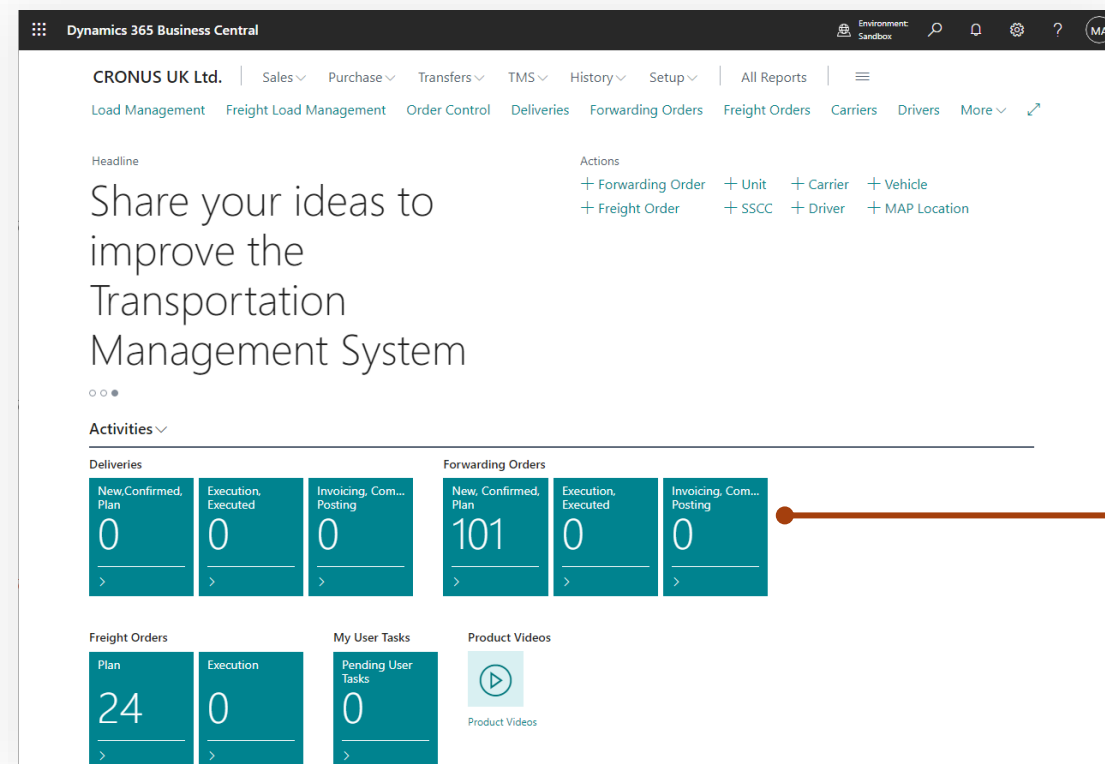 Dynamics 365 Business Central
Environment:
Sandbox
?
MA
CRONUS UK Ltd.
Sales Purchase Transfers TMS History Setup All Reports
Load Management Freight Load Management Order Control Deliveries Forwarding Orders Freight Orders Carriers Drivers More
Headline
Share your ideas to
improve the
Transportation
Management System
Actions
+ Forwarding Order + Unit + Carrier + Vehicle
+ Freight Order + SSCC + Driver + MAP Location
Activities
Deliveries
New,Confirmed,
Plan
0
Execution,
Executed
0
Invoicing, Com...
Posting
0
Forwarding Orders
New, Confirmed,
Plan
101
Execution,
Executed
0
Invoicing, Com...
Posting
0
Freight Orders
Plan
24
Execution
0
My User Tasks
Pending User
Tasks
0
Product Videos
Product Videos